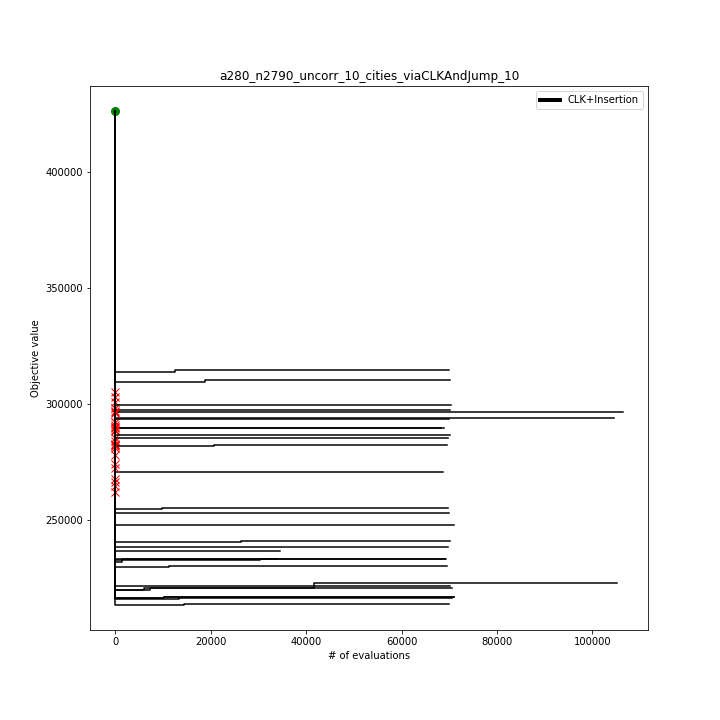 a280_n2790_uncorr_10_cities_viaCLKAndJump_10
CLK+Insertion
400000
350000
300000
250000
Objective value
0 20000 40000 60000 80000 100000
# of evaluations